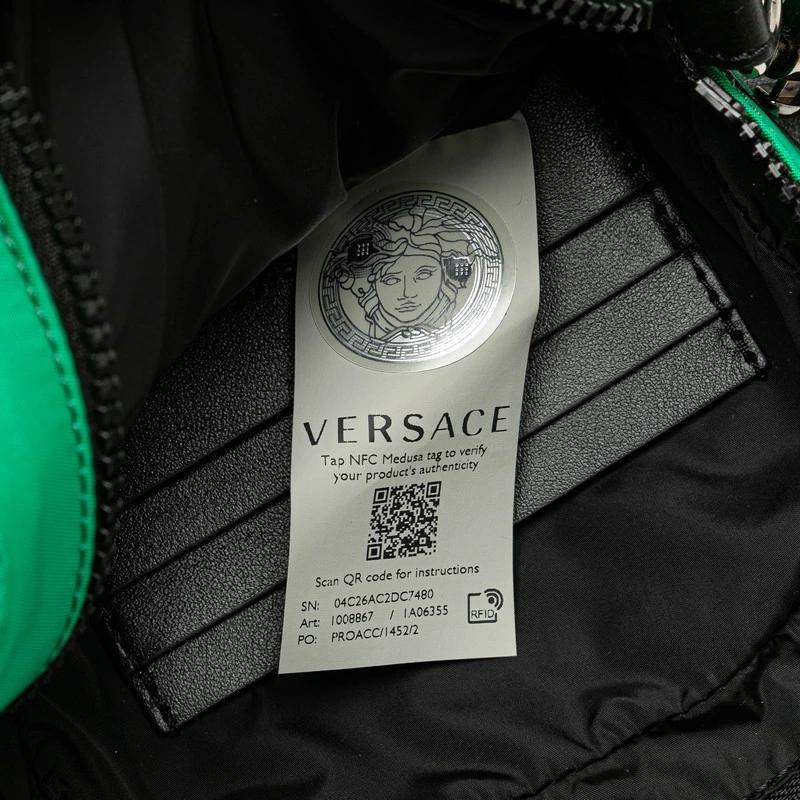 VERSACE
Tap NFC Medusa tag to verify
your product's authenticity
Scan QR code for instructions
SN: 04C26AC2DC7480
Art: 1008867 / 1A06355
PO: PROACC/1452/2
RFID